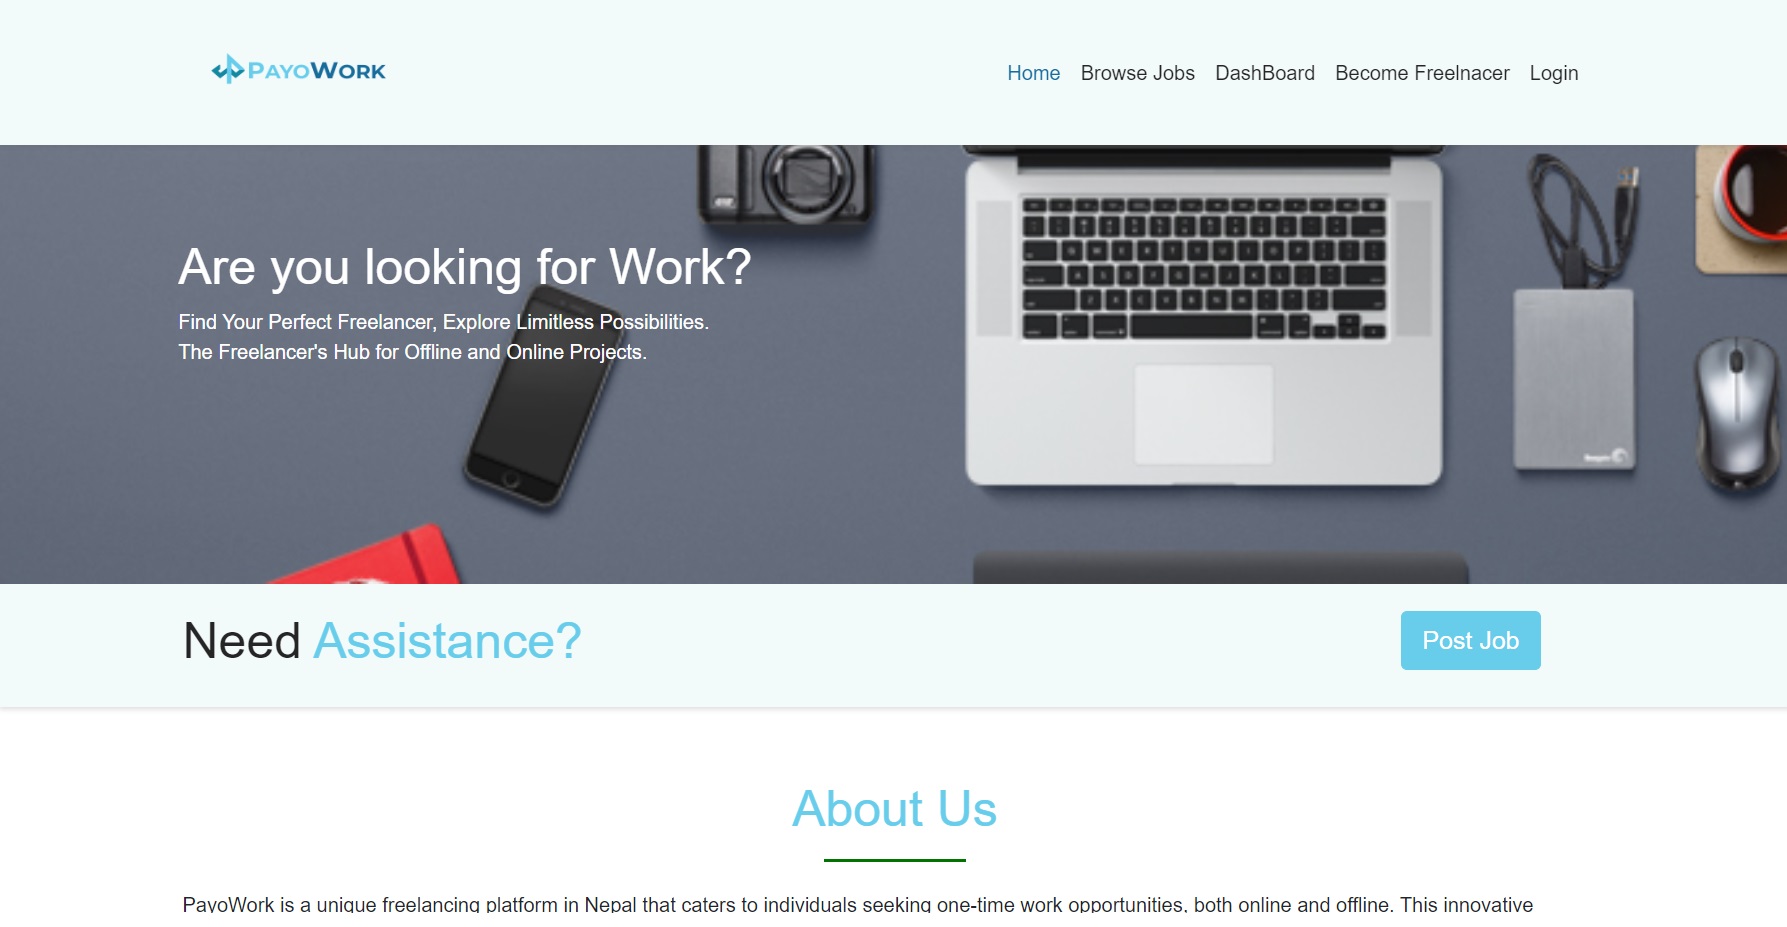 PAYOWORK
Home Browse Jobs DashBoard Become Freelnacer Login
Are you looking for Work?
Find Your Perfect Freelancer, Explore Limitless Possibilities.
The Freelancer's Hub for Offline and Online Projects.
Need Assistance?
Post Job
About Us
PayoWork is a unique freelancing platform in Nepal that caters to individuals seeking one-time work opportunities, both online and offline. This innovative